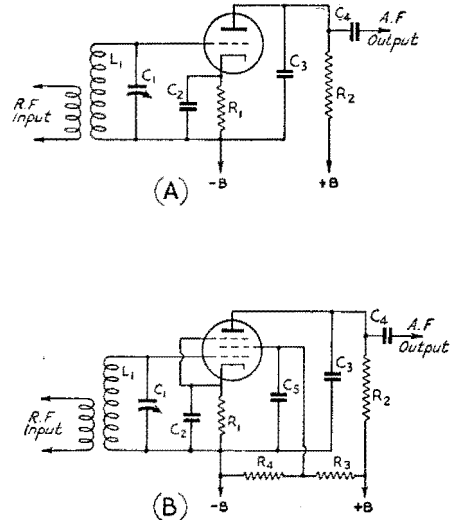 C4
A.F
Output
L1
C1
C2
R1
C3
R2
R.F
Input
-B
+B
(A)
C4
A.F
Output
L1
C1
C2
R1
C5
C3
R2
R.F
Input
R4
R3
-B
+B
(B)